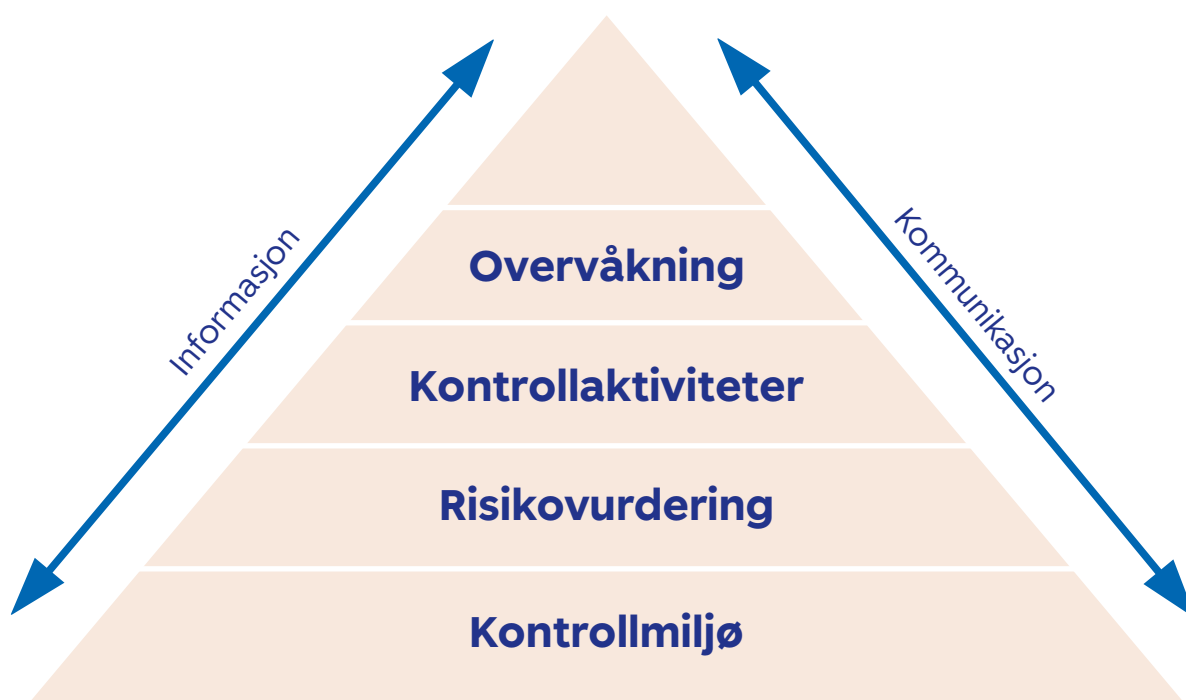 Informasjon
Kommunikasjon
Overvåkning
Kontrollaktiviteter
Risikovurdering
Kontrollmiljø